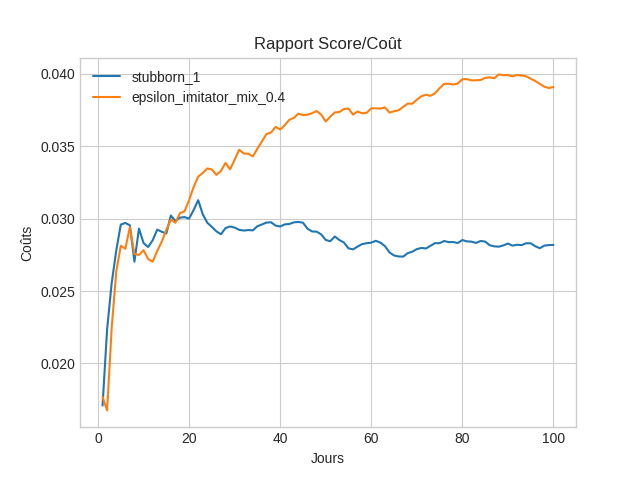 Rapport Score/Coût
stubborn_1
epsilon_imitator_mix_0.4
Coûts
0.040
0.035
0.030
0.025
0.020
0 20 40 60 80 100
Jours